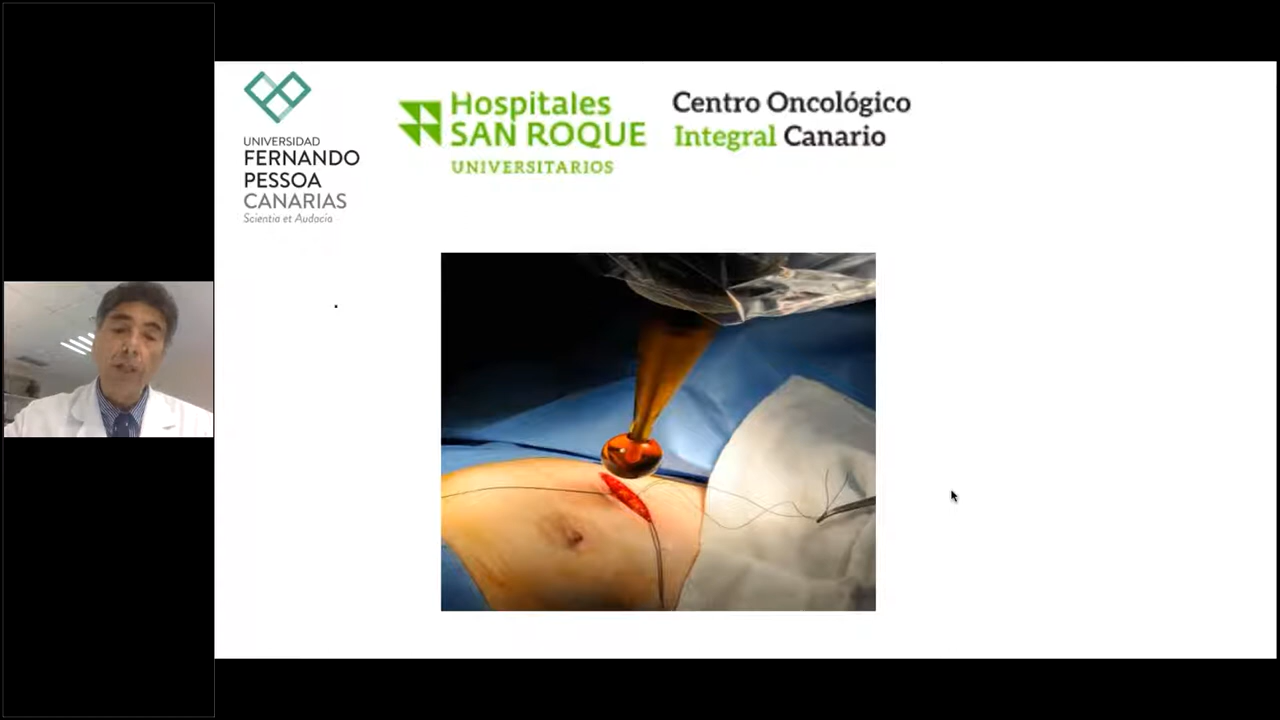 UNIVERSIDAD
FERNANDO
PESSOA
CANARIAS
Scientia et Audacia
Hospitales
SAN ROQUE
UNIVERSITARIOS
Centro Oncológico
Integral Canario